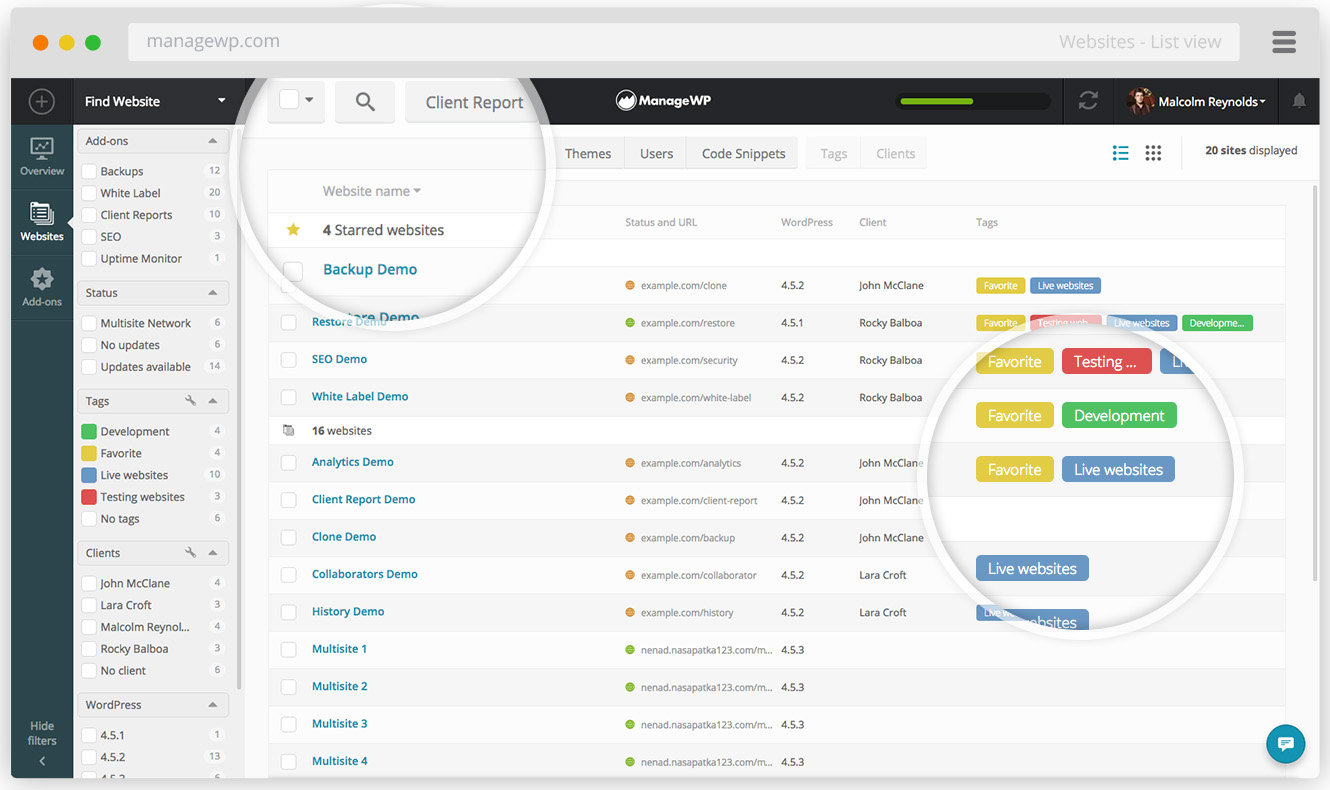 managewp.com
Websites - List view
Find Website
Client Report
ManageWP
Malcolm Reynolds
Overview
Websites
Add-ons
Hide
filters
Add-ons
Backups 12
White Label 20
Client Reports 10
SEO 3
Uptime Monitor 1
Status
Multisite Network 6
No updates 6
Updates available 14
Tags
Development 4
Favorite 4
Live websites 10
Testing websites 3
No tags 6
Clients
John McClane 4
Lara Croft 3
Malcolm Reynol... 4
Rocky Balboa 3
No client 6
WordPress
4.5.1 1
4.5.2 13
4.5.3 6
Themes Users Code Snippets Tags Clients
20 sites displayed
Website name Status and URL WordPress Client Tags
4 Starred websites
Backup Demo example.com/clone 4.5.2 John McClane Favorite Live websites
Restore Demo example.com/restore 4.5.1 Rocky Balboa Favorite Testing web... Live websites Developme...
SEO Demo example.com/security 4.5.2 Rocky Balboa
White Label Demo example.com/white-label 4.5.2 Rocky Balboa
16 websites
Analytics Demo example.com/analytics 4.5.2 John McClane
Client Report Demo example.com/client-report 4.5.2 John McClane
Clone Demo example.com/backup 4.5.2 John McClane
Collaborators Demo example.com/collaborator 4.5.2 Lara Croft
History Demo example.com/history 4.5.2 Lara Croft
Multisite 1 nenad.nasapatka123.com/m... 4.5.3
Multisite 2 nenad.nasapatka123.com/m... 4.5.3
Multisite 3 nenad.nasapatka123.com/m... 4.5.3
Multisite 4 nenad.nasapatka123.com/m... 4.5.3
Favorite Testing ...
Favorite Development
Favorite Live websites
Live websites